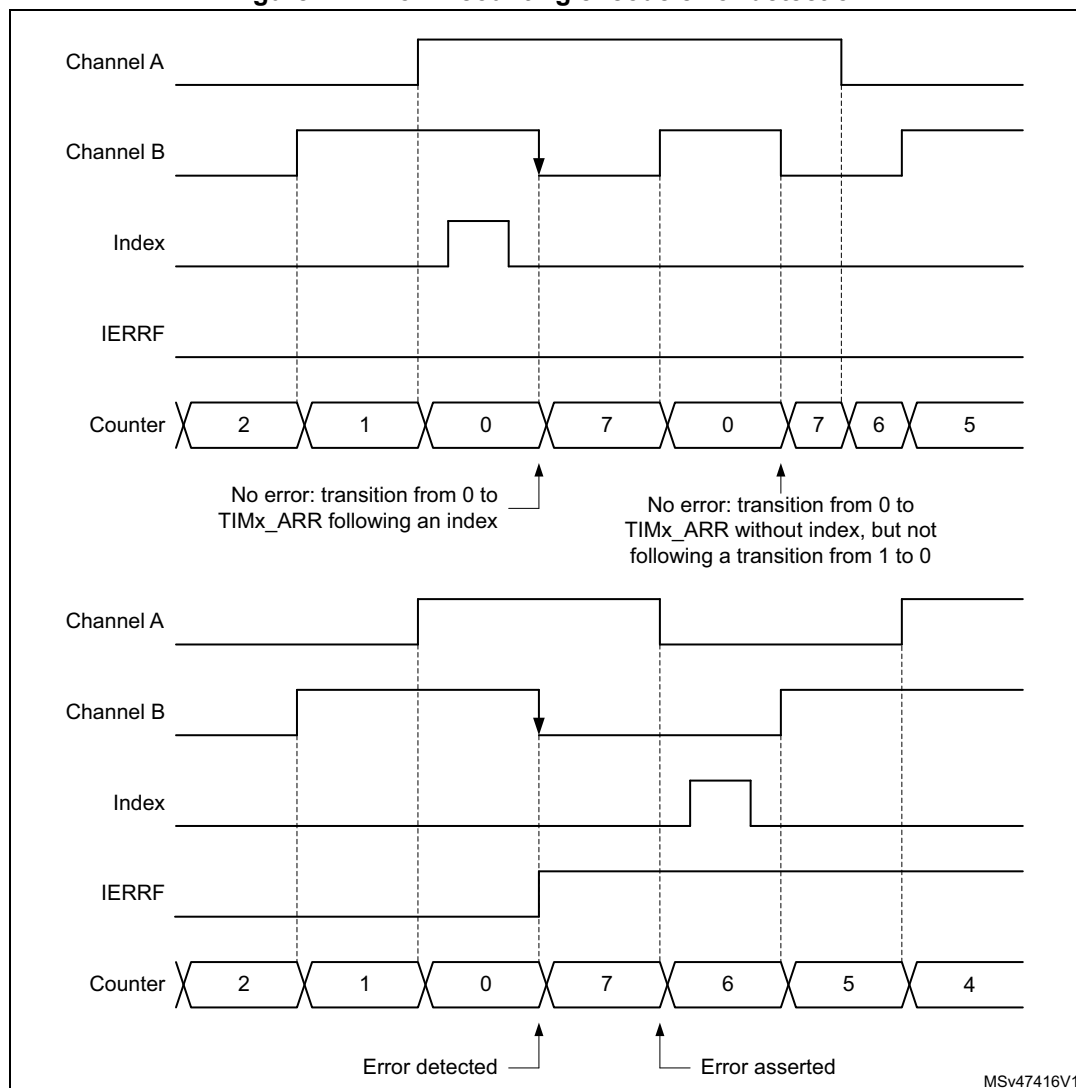 Channel A
Channel B
Index
IERRF
Counter 2 1 0 7 0 7 6 5
No error: transition from 0 to
TIMx_ARR following an index
No error: transition from 0 to
TIMx_ARR without index, but not
following a transition from 1 to 0
Channel A
Channel B
Index
IERRF
Counter 2 1 0 7 6 5 4
Error detected
Error asserted
MSv47416V1